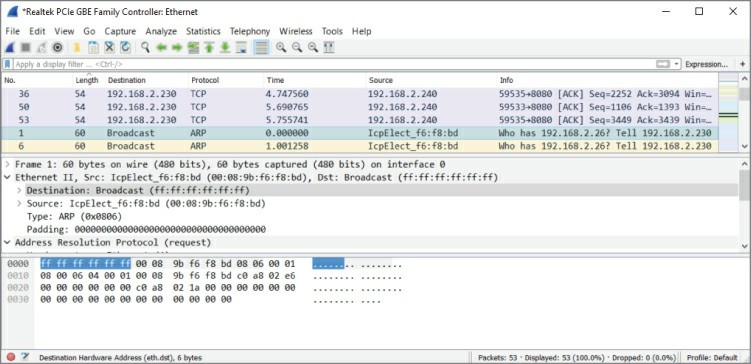 *Realtek PCIe GBE Family Controller: Ethernet
File Edit View Go Capture Analyze Statistics Telephony Wireless Tools Help
Apply a display filter ... <Ctrl-/> Expression... +
No. Length Destination Protocol Time Source Info
36 54 192.168.2.230 TCP 4.747560 192.168.2.240 59535→8080 [ACK] Seq=2252 Ack=3094 Win=…
50 54 192.168.2.230 TCP 5.690765 192.168.2.240 59533→8080 [ACK] Seq=1106 Ack=1393 Win=…
53 54 192.168.2.230 TCP 5.755741 192.168.2.240 59535→8080 [ACK] Seq=3449 Ack=3439 Win=…
1 60 Broadcast ARP 0.000000 IcpElect_f6:f8:bd Who has 192.168.2.26? Tell 192.168.2.230
6 60 Broadcast ARP 1.001258 IcpElect_f6:f8:bd Who has 192.168.2.26? Tell 192.168.2.230
Frame 1: 60 bytes on wire (480 bits), 60 bytes captured (480 bits) on interface 0
Ethernet II, Src: IcpElect_f6:f8:bd (00:08:9b:f6:f8:bd), Dst: Broadcast (ff:ff:ff:ff:ff:ff)
Destination: Broadcast (ff:ff:ff:ff:ff:ff)
Source: IcpElect_f6:f8:bd (00:08:9b:f6:f8:bd)
Type: ARP (0x0806)
Padding: 000000000000000000000000000000000000
Address Resolution Protocol (request)
0000 ff ff ff ff ff ff 00 08 9b f6 f8 bd 08 06 00 01 ........ ........
0010 08 00 06 04 00 01 00 08 9b f6 f8 bd c0 a8 02 e6 ........ ........
0020 00 00 00 00 00 00 c0 a8 02 1a 00 00 00 00 00 00 ........ ........
0030 00 00 00 00 00 00 00 00 00 00 00 00 ........ ....
Destination Hardware Address (eth.dst), 6 bytes Packets: 53 · Displayed: 53 (100.0%) · Dropped: 0 (0.0%) Profile: Default